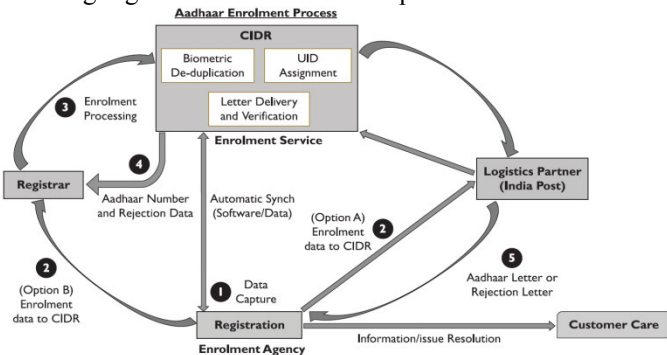 Aadhaar Enrolment Process
CIDR
Biometric
De-duplication
UID
Assignment
Letter Delivery
and Verification
Enrolment Service
3 Enrolment
Processing
4
Registrar
Aadhar Number
and Rejection Data
Automatic Synch
(Software/Data)
Logistics Partner
(India Post)
(Option A) 2
Enrolment
data to CIDR
2
(Option B)
Enrolment
data to CIDR
5
Aadhaar Letter or
Rejection Letter
1 Data
Capture
Registration
Enrolment Agency
Information/issue Resolution
Customer Care